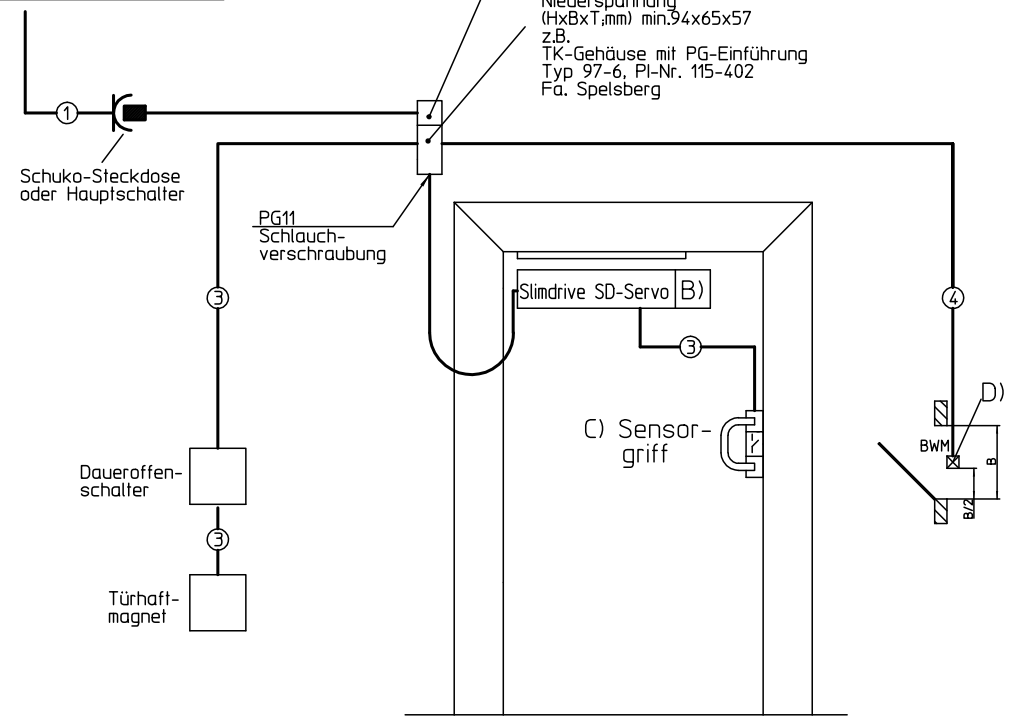 Niederspannung
(HxBxT;mm) min.94x65x57
z.B.
TK-Gehäuse mit PG-Einführung
Typ 97-6, PI-Nr. 115-402
Fa. Spelsberg
1
Schuko-Steckdose
oder Hauptschalter
PG11
Schlauch-
verschraubung
3
Slimdrive SD-Servo B)
4
3
D)
C) Sensor-
griff
BWM
B
B/2
Daueroffen-
schalter
3
Türhaft-
magnet